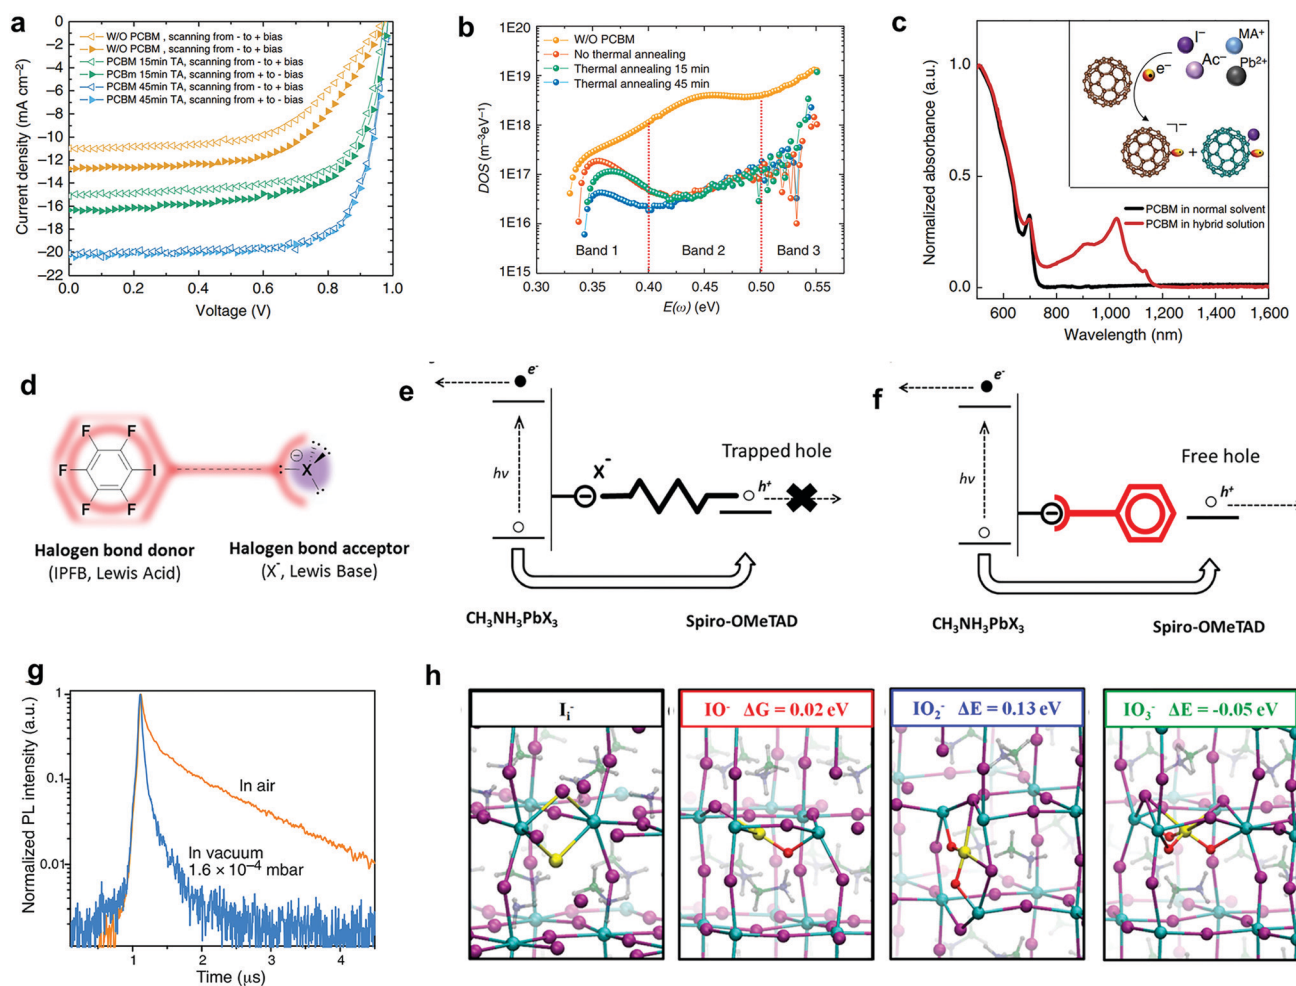 a
W/O PCBM , scanning from - to + bias
W/O PCBM , scanning from + to - bias
PCBM 15min TA, scanning from - to + bias
PCBm 15min TA, scanning from + to - bias
PCBM 45min TA, scanning from - to + bias
PCBM 45min TA, scanning from + to - bias
Current density (mA cm⁻²)
0
−2
−4
−6
−8
−10
−12
−14
−16
−18
−20
−22
0.0 0.2 0.4 0.6 0.8 1.0
Voltage (V)
b
W/O PCBM
No thermal annealing
Thermal annealing 15 min
Thermal annealing 45 min
DOS (m⁻³eV⁻¹)
1E20
1E19
1E18
1E17
1E16
1E15
Band 1 Band 2 Band 3
0.30 0.35 0.40 0.45 0.50 0.55
E(ω) (eV)
c
I⁻ MA⁺
e⁻ Ac⁻ Pb²⁺
+
PCBM in normal solvent
PCBM in hybrid solution
Normalized absorbance (a.u.)
1.0
0.5
0.0
600 800 1,000 1,200 1,400 1,600
Wavelength (nm)
d
F F
F I
F F
X
Halogen bond donor
(IPFB, Lewis Acid)
Halogen bond acceptor
(X⁻, Lewis Base)
e
e⁻
hν
X⁻
Trapped hole
h⁺
CH₃NH₃PbX₃
Spiro-OMeTAD
f
e⁻
hν
Free hole
h⁺
CH₃NH₃PbX₃
Spiro-OMeTAD
g
Normalized PL intensity (a.u.)
1
0.1
0.01
In air
In vacuum
1.6 × 10⁻⁴ mbar
1 2 3 4
Time (μs)
h
Iᵢ⁻
IO⁻ ΔG = 0.02 eV
IO₂⁻ ΔE = 0.13 eV
IO₃⁻ ΔE = -0.05 eV